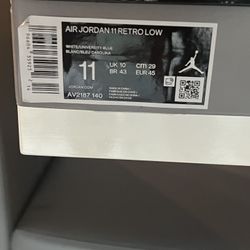 AIR JORDAN 11 RETRO LOW
WHITE/UNIVERSITY BLUE
BLANC/BLEU CAROLINA
11
UK 10
cm 29
BR 43
EUR 45
JORDAN.COM
AV2187 140